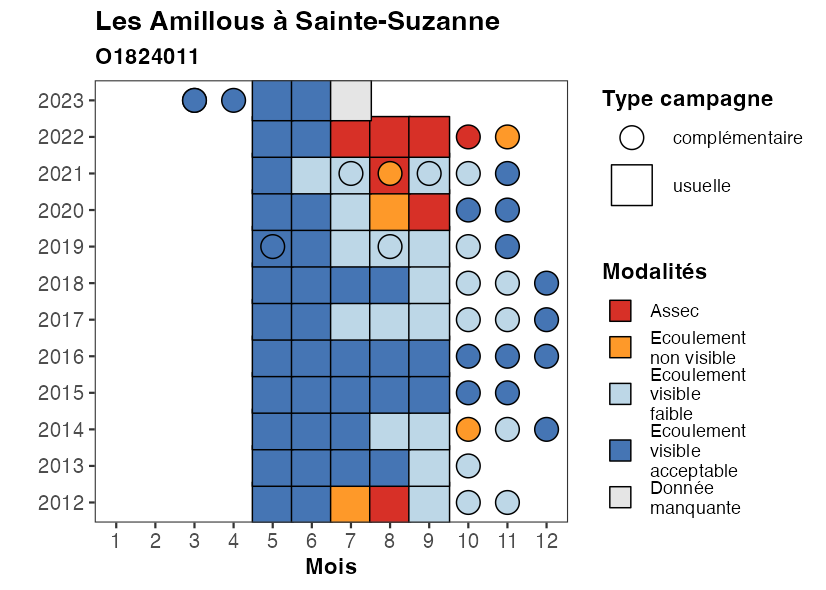 Les Amillous à Sainte-Suzanne
O1824011
2023
2022
2021
2020
2019
2018
2017
2016
2015
2014
2013
2012
1 2 3 4 5 6 7 8 9 10 11 12
Mois
Type campagne
complémentaire
usuelle
Modalités
Assec
Ecoulement
non visible
Ecoulement
visible
faible
Ecoulement
visible
acceptable
Donnée
manquante